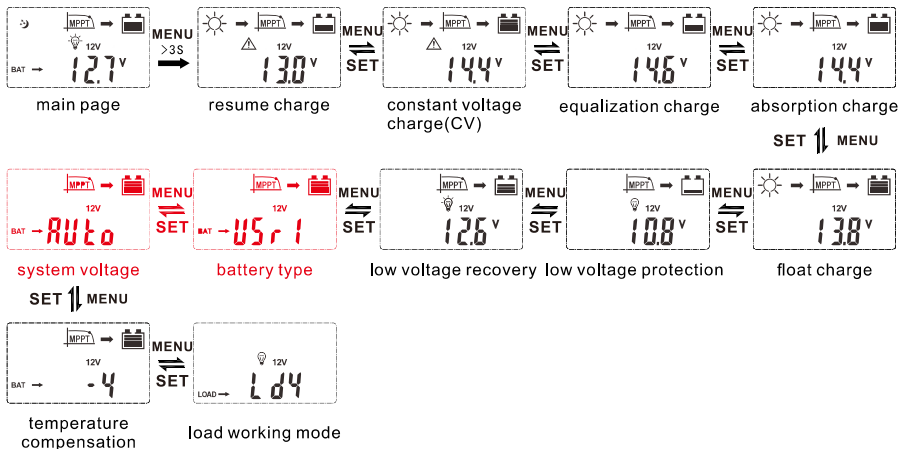 MPPT
12V
BAT → 12.7 V
main page
MENU
>3S
MPPT
12V
13.0 V
resume charge
MENU
SET
MPPT
12V
14.4 V
constant voltage
charge(CV)
MENU
SET
MPPT
12V
14.6 V
equalization charge
MENU
SET
MPPT
12V
14.4 V
absorption charge
SET MENU
MPPT
12V
BAT → AUto
system voltage
MENU
SET
MPPT
12V
BAT → USr 1
battery type
MENU
SET
MPPT
12V
12.6 V
low voltage recovery
MENU
SET
MPPT
12V
10.8 V
low voltage protection
MENU
SET
MPPT
12V
13.8 V
float charge
SET MENU
MPPT
12V
BAT → -4
temperature
compensation
MENU
SET
12V
LOAD → Ld4
load working mode